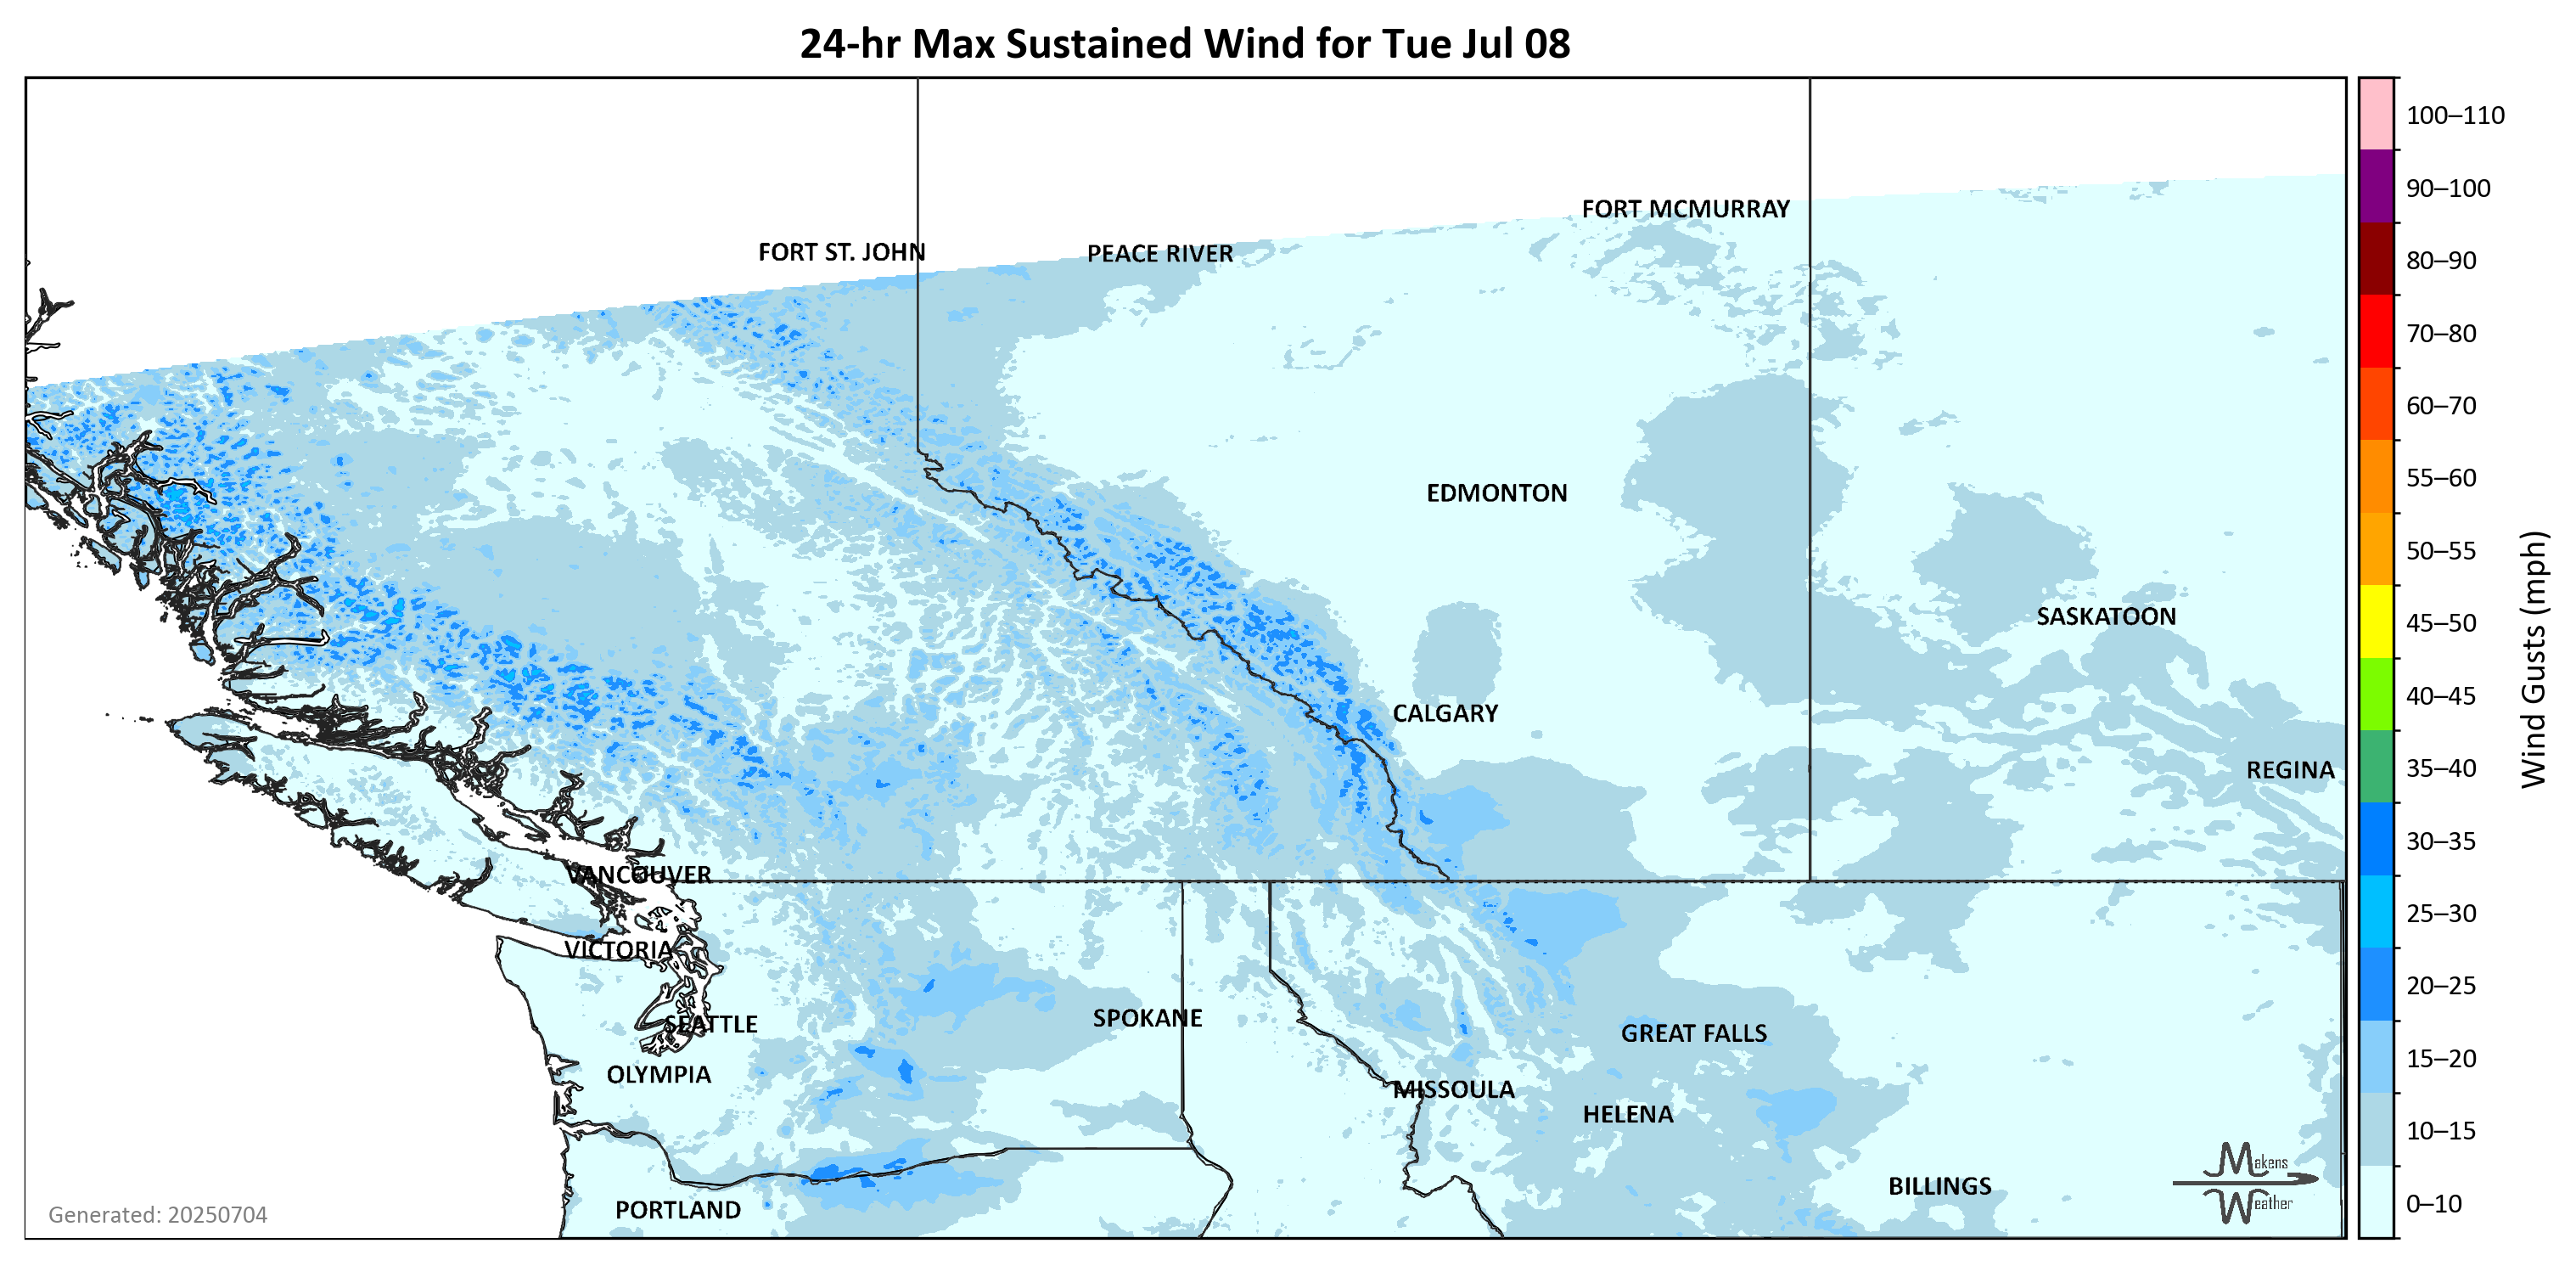 24-hr Max Sustained Wind for Tue Jul 08
100–110
90–100
80–90
70–80
60–70
55–60
50–55
45–50
40–45
35–40
30–35
25–30
20–25
15–20
10–15
0–10
Wind Gusts (mph)
FORT MCMURRAY
FORT ST. JOHN
PEACE RIVER
EDMONTON
SASKATOON
CALGARY
REGINA
VANCOUVER
VICTORIA
SEATTLE
SPOKANE
GREAT FALLS
OLYMPIA
MISSOULA
HELENA
BILLINGS
PORTLAND
Makens
Weather
Generated: 20250704